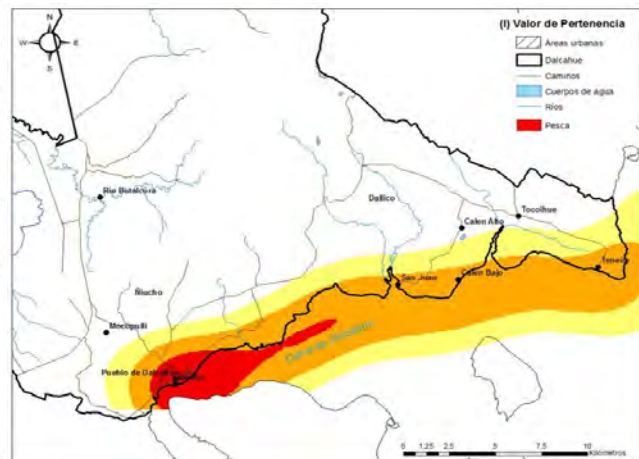 N
W E
S
(I) Valor de Pertenencia
Áreas urbanas
Dalcahue
Caminos
Cuerpos de agua
Ríos
Pesca
Río Butalcura
Dallico
Tocoihue
Calen Alto
Tenaún
San Juan
Calen Bajo
Ñiucho
Mocopulli
Canal de
Pueblo de
0 1,25 2,5 5 7,5 10
Kilómetros